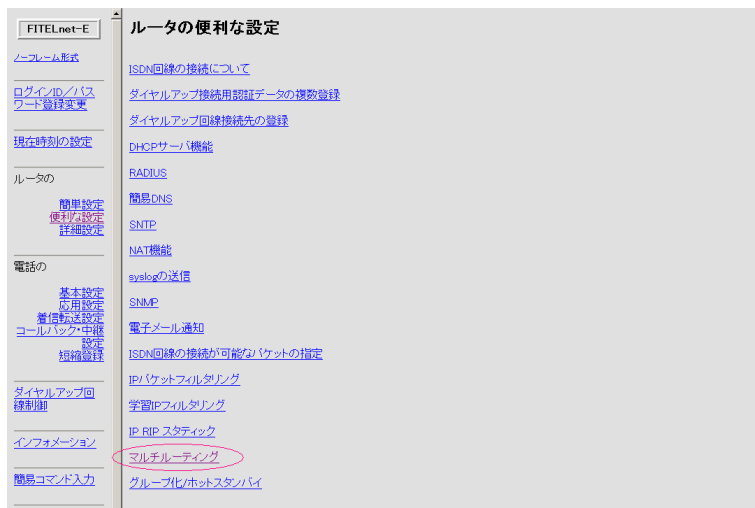 FITELnet-E
ノーフレーム形式
ログインID/パス
ワード登録変更
現在時刻の設定
ルータの
簡単設定
便利な設定
詳細設定
電話の
基本設定
応用設定
着信転送設定
コールバック・中継
設定
短縮登録
ダイヤルアップ回
線制御
インフォメーション
簡易コマンド入力
ルータの便利な設定
ISDN回線の接続について
ダイヤルアップ接続用認証データの複数登録
ダイヤルアップ回線接続先の登録
DHCPサーバ機能
RADIUS
簡易DNS
SNTP
NAT機能
syslogの送信
SNMP
電子メール通知
ISDN回線の接続が可能なパケットの指定
IPパケットフィルタリング
学習IPフィルタリング
IP RIP スタティック
マルチルーティング
グループ化/ホットスタンバイ